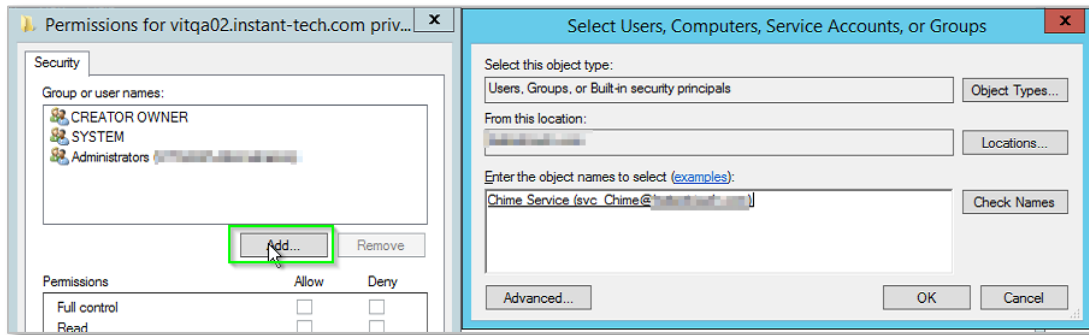 Permissions for vitqa02.instant-tech.com priv... x
Security
Group or user names:
CREATOR OWNER
SYSTEM
Administrators (
Add... Remove
Permissions Allow Deny
Full control
Read
Select Users, Computers, Service Accounts, or Groups x
Select this object type:
Users, Groups, or Built-in security principals
Object Types...
From this location:
Locations...
Enter the object names to select (examples):
Chime Service (svc_Chime@ )
Check Names
Advanced... OK Cancel